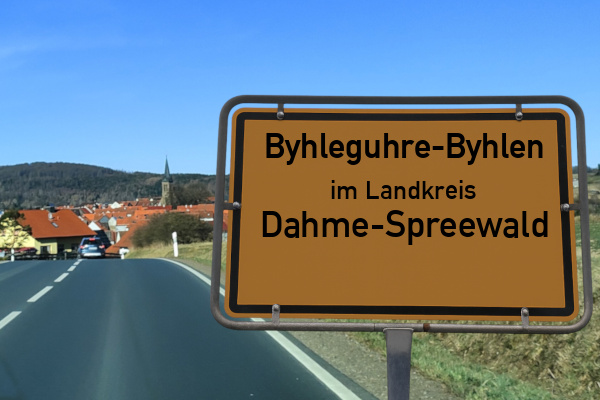 Byhleguhre-Byhlen
im Landkreis
Dahme-Spreewald